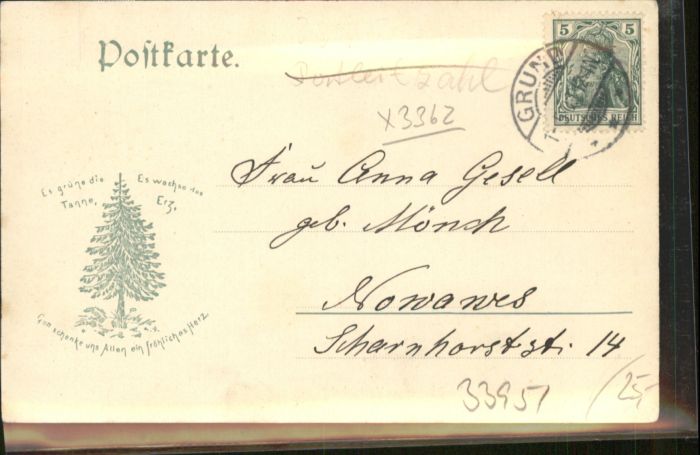 Postkarte.
Postleitzahl
x3362
5 5
DEUTSCHES REICH
GRUND
Es grüne die Tanne,
Es wachse das Erz,
Gott schenke uns Allen ein fröhliches Herz
Frau Anna Gesell
geb. Mönch
Nowawes
Scharnhorststr. 14
33951
(25,-